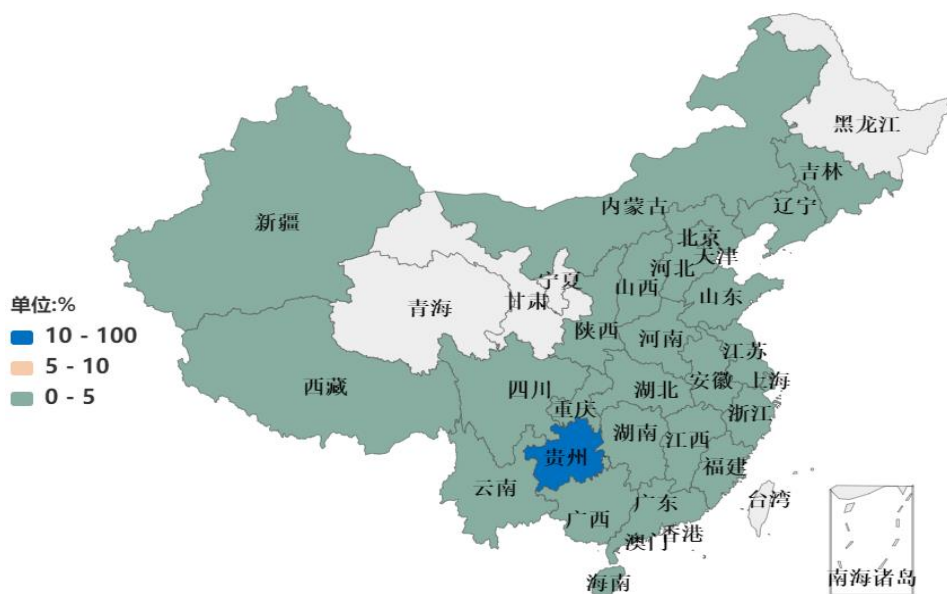 黑龙江
吉林
辽宁
内蒙古
新疆
北京
天津
河北
宁夏
山西
山东
青海
甘肃
陕西
河南
江苏
西藏
四川
湖北
安徽
上海
重庆
浙江
湖南
江西
贵州
福建
云南
广东
台湾
广西
澳门
香港
海南
南海诸岛
单位:%
10 - 100
5 - 10
0 - 5